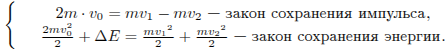 2m · v₀ = mv₁ − mv₂ − закон сохранения импульса,
2mv₀²/2 + ΔE = mv₁²/2 + mv₂²/2 − закон сохранения энергии.